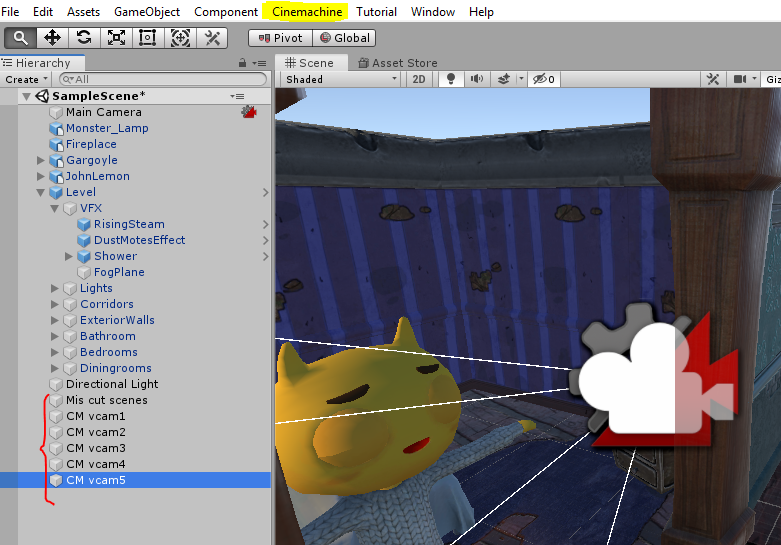 File Edit Assets GameObject Component Cinemachine Tutorial Window Help
Pivot Global
Hierarchy
Scene Asset Store
Create All
Shaded 2D 0 Giz
SampleScene*
Main Camera
Monster_Lamp
Fireplace
Gargoyle
JohnLemon
Level
VFX
RisingSteam
DustMotesEffect
Shower
FogPlane
Lights
Corridors
ExteriorWalls
Bathroom
Bedrooms
Diningrooms
Directional Light
Mis cut scenes
CM vcam1
CM vcam2
CM vcam3
CM vcam4
CM vcam5